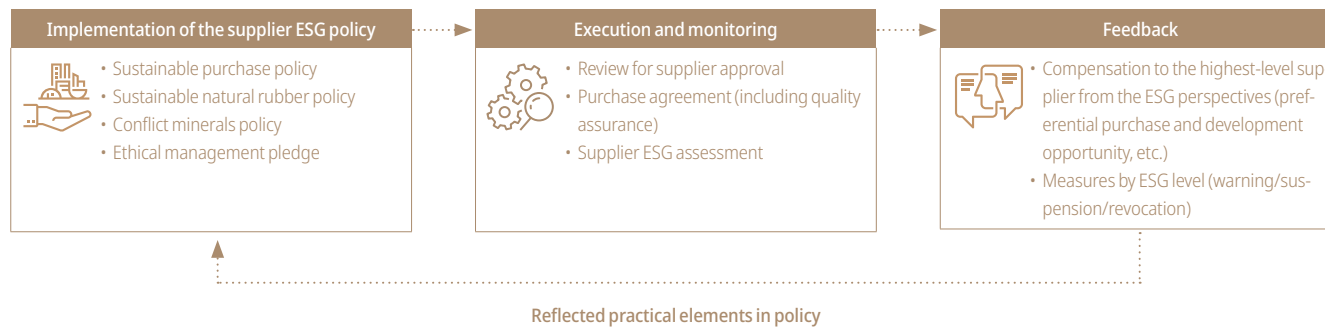 Implementation of the supplier ESG policy
• Sustainable purchase policy
• Sustainable natural rubber policy
• Conflict minerals policy
• Ethical management pledge
Execution and monitoring
• Review for supplier approval
• Purchase agreement (including quality
assurance)
• Supplier ESG assessment
Feedback
• Compensation to the highest-level sup
plier from the ESG perspectives (pref-
erential purchase and development
opportunity, etc.)
• Measures by ESG level (warning/sus-
pension/revocation)
Reflected practical elements in policy